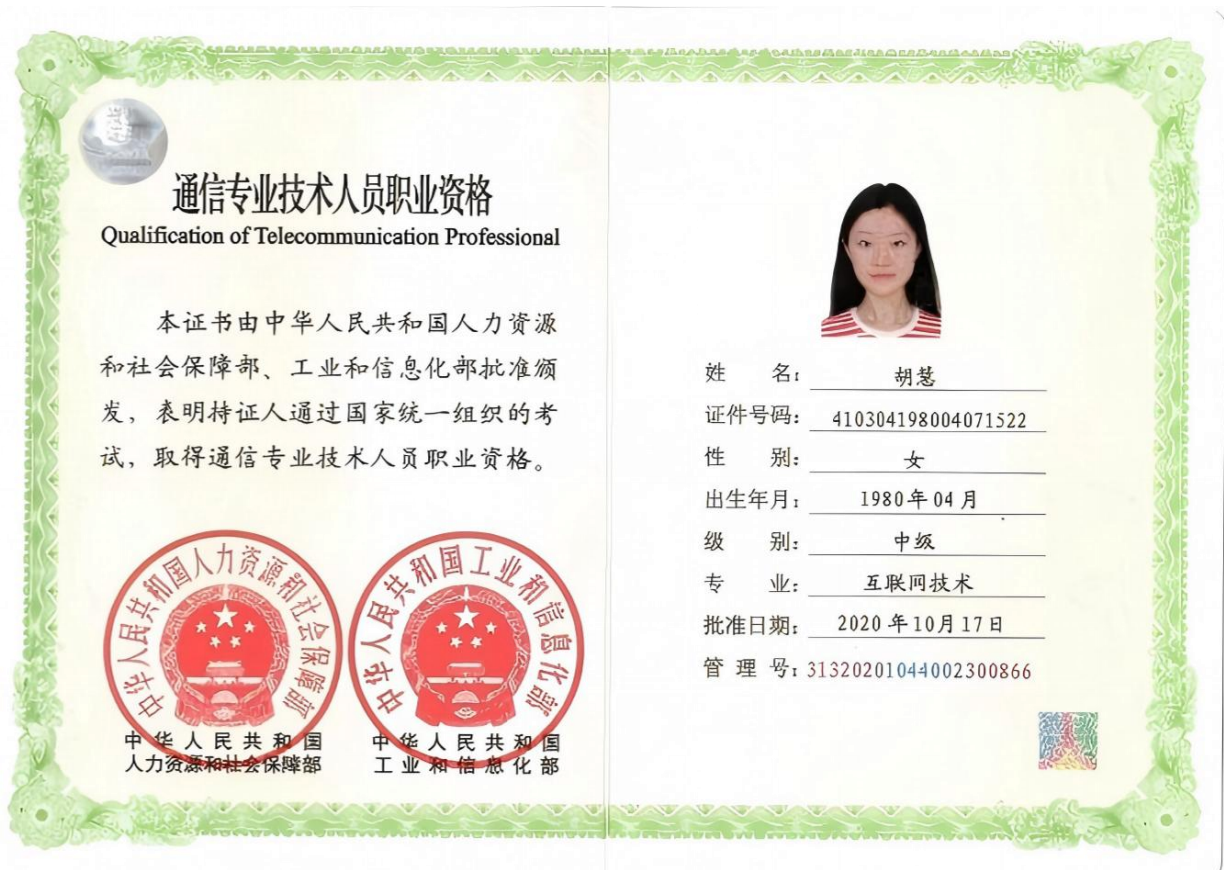 通信专业技术人员职业资格
Qualification of Telecommunication Professional
本证书由中华人民共和国人力资源
和社会保障部、工业和信息化部批准颁
发，表明持证人通过国家统一组织的考
试，取得通信专业技术人员职业资格。
中华人民共和国人力资源和社会保障部
中华人民共和国工业和信息化部
中华人民共和国
人力资源和社会保障部
中华人民共和国
工业和信息化部
姓 名：胡慧
证件号码：410304198004071522
性 别：女
出生年月：1980年04月
级 别：中级
专 业：互联网技术
批准日期：2020年10月17日
管 理 号：31320201044002300866